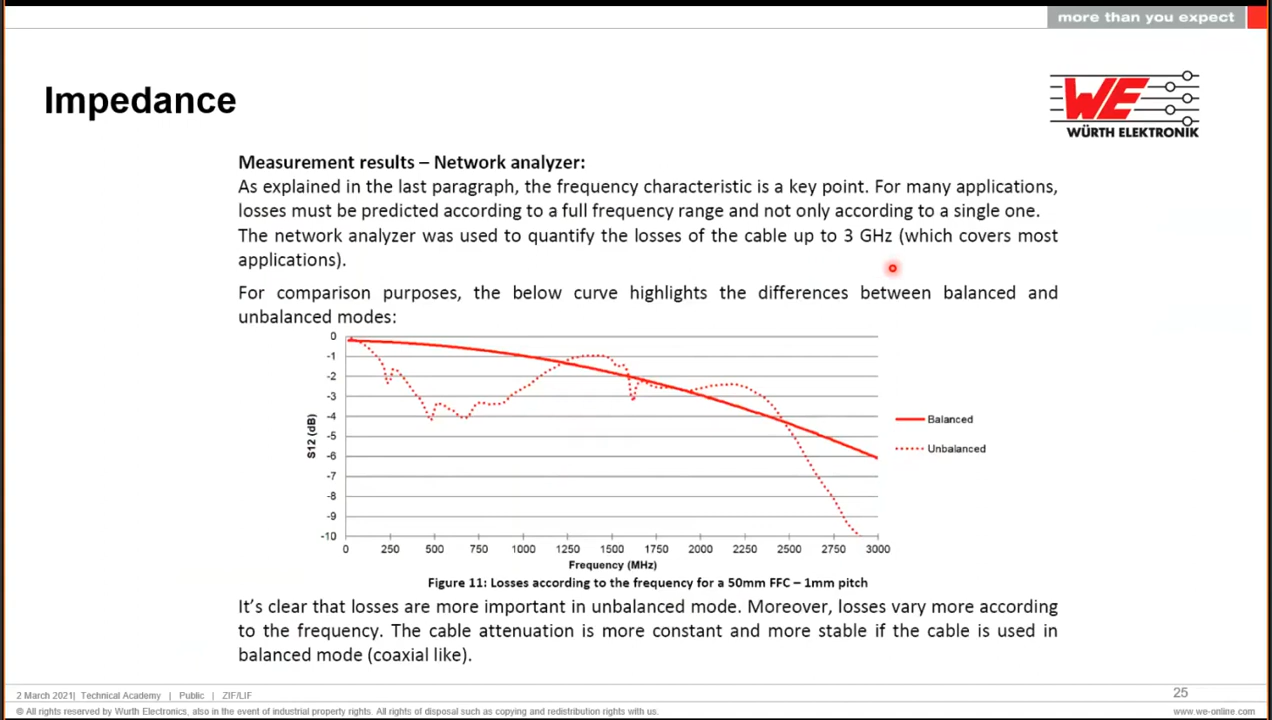 more than you expect
Impedance
WE
WÜRTH ELEKTRONIK
Measurement results – Network analyzer:
As explained in the last paragraph, the frequency characteristic is a key point. For many applications,
losses must be predicted according to a full frequency range and not only according to a single one.
The network analyzer was used to quantify the losses of the cable up to 3 GHz (which covers most
applications).
For comparison purposes, the below curve highlights the differences between balanced and
unbalanced modes:
0
-1
-2
-3
-4
-5
-6
-7
-8
-9
-10
S12 (dB)
0 250 500 750 1000 1250 1500 1750 2000 2250 2500 2750 3000
Frequency (MHz)
Balanced
Unbalanced
Figure 11: Losses according to the frequency for a 50mm FFC – 1mm pitch
It's clear that losses are more important in unbalanced mode. Moreover, losses vary more according
to the frequency. The cable attenuation is more constant and more stable if the cable is used in
balanced mode (coaxial like).
2 March 2021| Technical Academy | Public | ZIF/LIF
25
© All rights reserved by Wurth Electronics, also in the event of industrial property rights. All rights of disposal such as copying and redistribution rights with us.
www.we-online.com